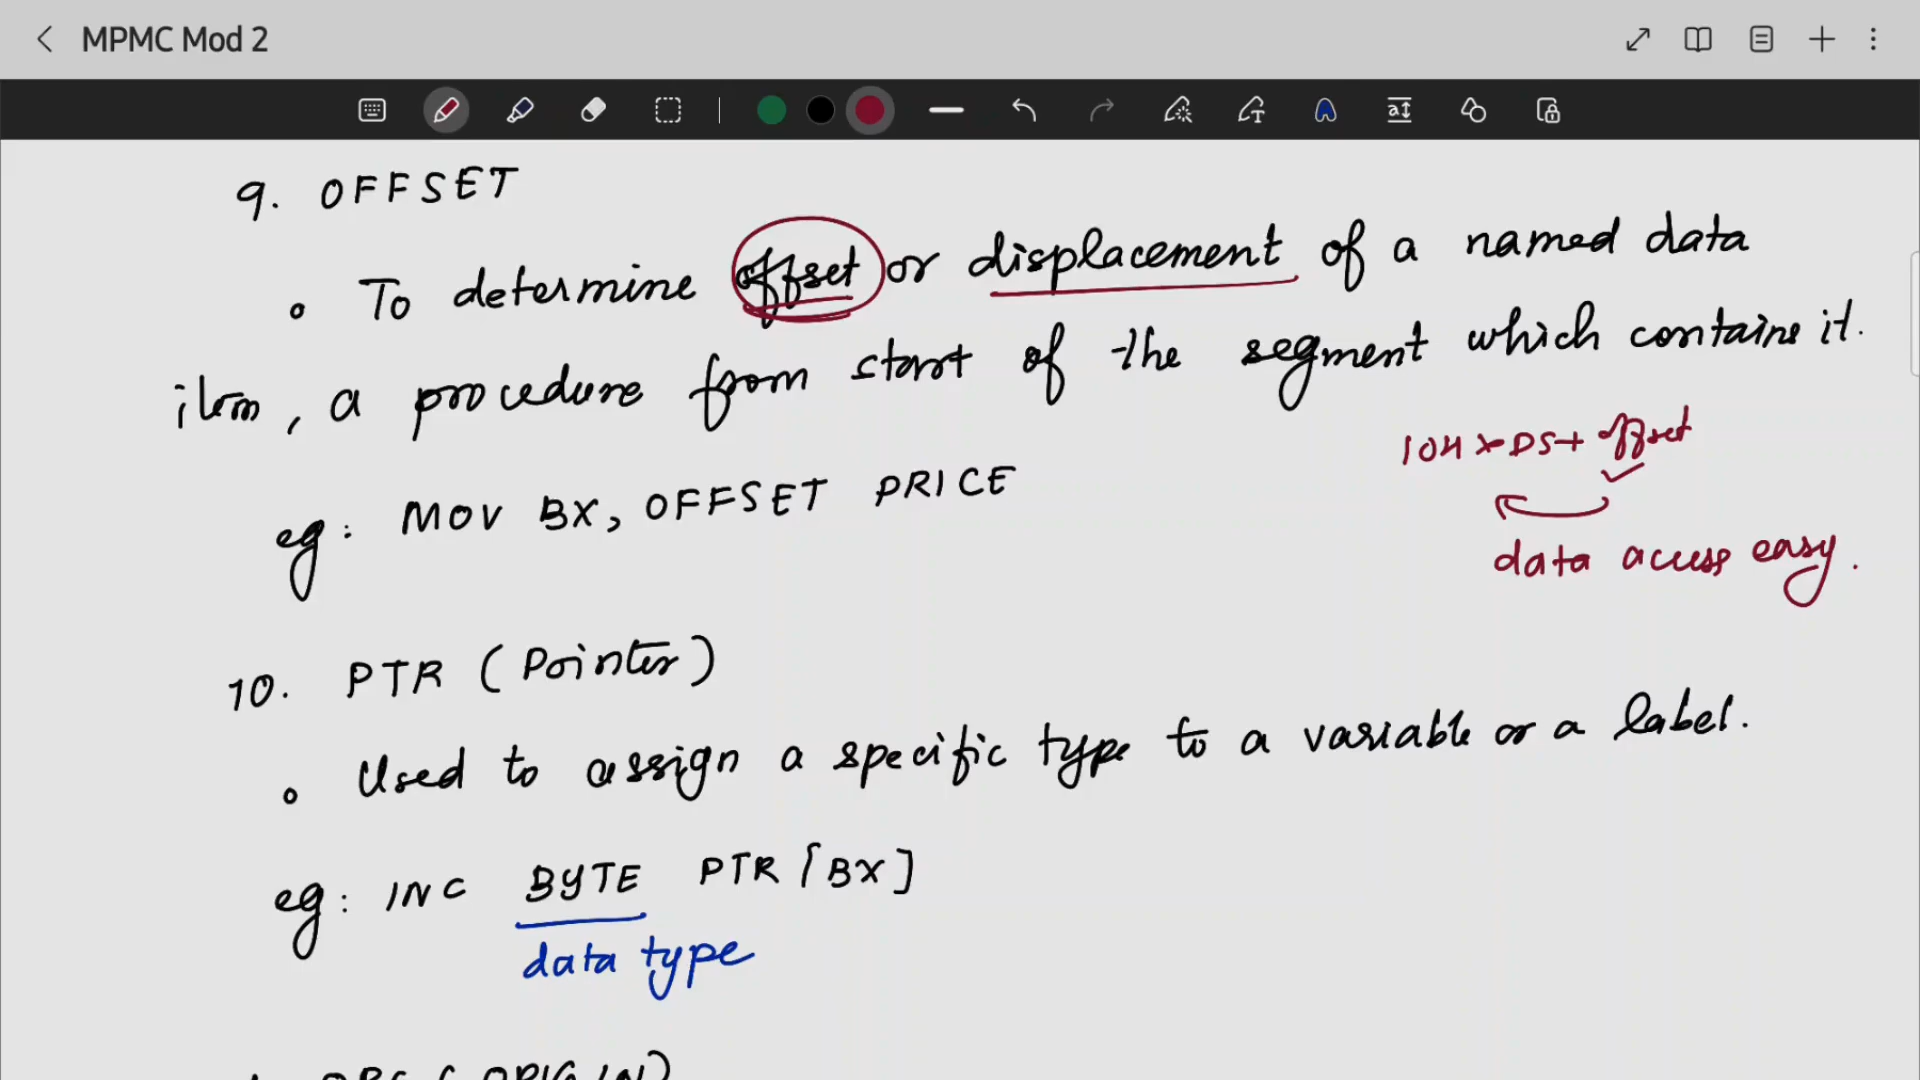 MPMC Mod 2
9. OFFSET
To determine offset or displacement of a named data
item, a procedure from start of the segment which contains it.
10H × DS + offset
eg: MOV BX, OFFSET PRICE
data access easy.
10. PTR (Pointer)
Used to assign a specific type to a variable or a label.
eg: INC BYTE PTR [BX]
data type
ORG (ORIGIN)